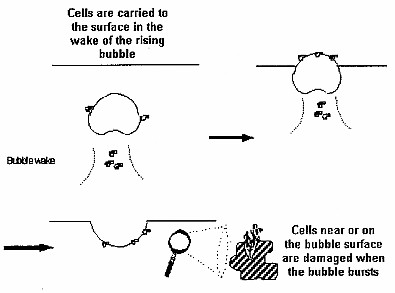 Cells are carried to
the surface in the
wake of the rising
bubble
Bubble wake
Cells near or on
the bubble surface
are damaged when
the bubble bursts